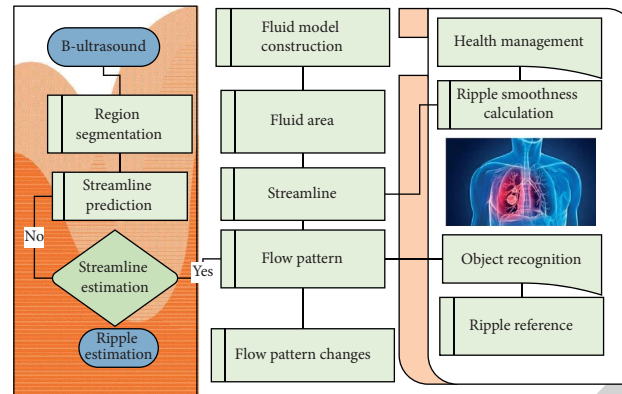 B-ultrasound
Region
segmentation
Streamline
prediction
No
Streamline
estimation
Yes
Ripple
estimation
Fluid model
construction
Fluid area
Streamline
Flow pattern
Flow pattern changes
Health management
Ripple smoothness
calculation
Object recognition
Ripple reference